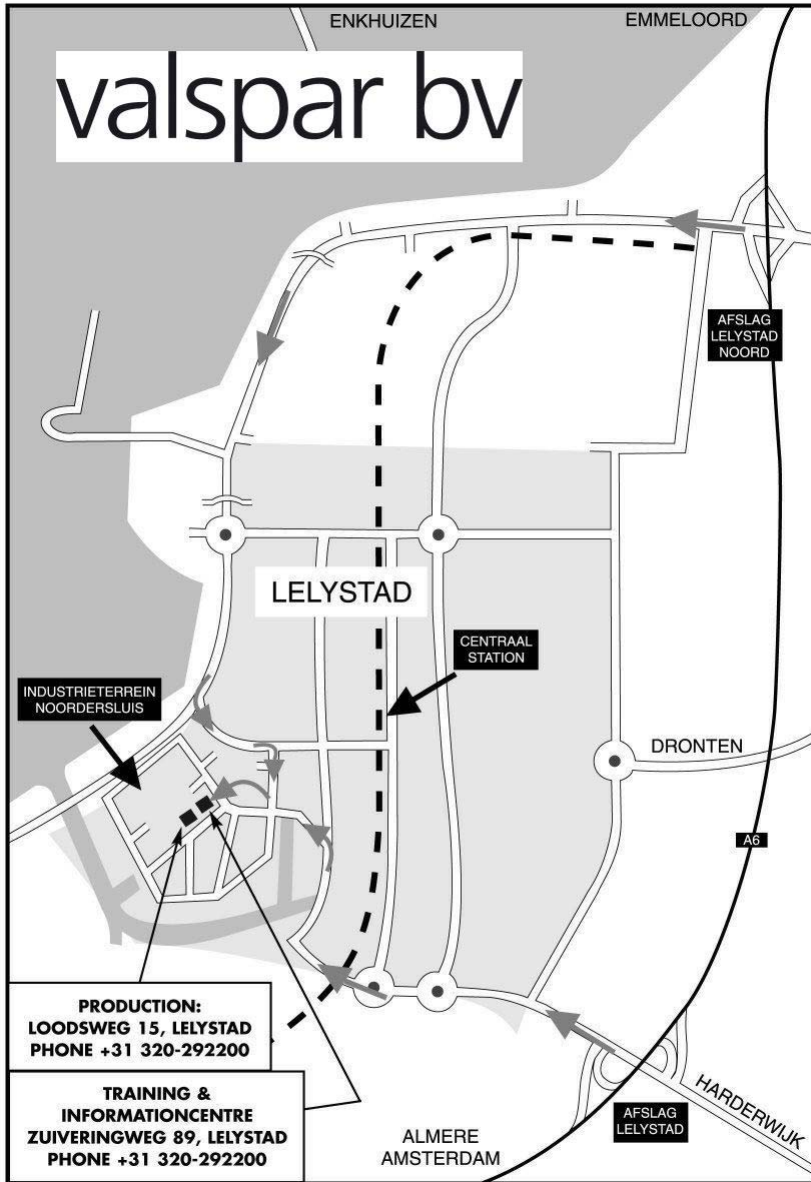 ENKHUIZEN
EMMELOORD
valspar bv
AFSLAG
LELYSTAD
NOORD
LELYSTAD
CENTRAAL
STATION
INDUSTRIETERREIN
NOORDERSLUIS
DRONTEN
A6
PRODUCTION:
LOODSWEG 15, LELYSTAD
PHONE +31 320-292200
TRAINING &
INFORMATIONCENTRE
ZUIVERINGWEG 89, LELYSTAD
PHONE +31 320-292200
ALMERE
AMSTERDAM
AFSLAG
LELYSTAD
HARDERWIJK